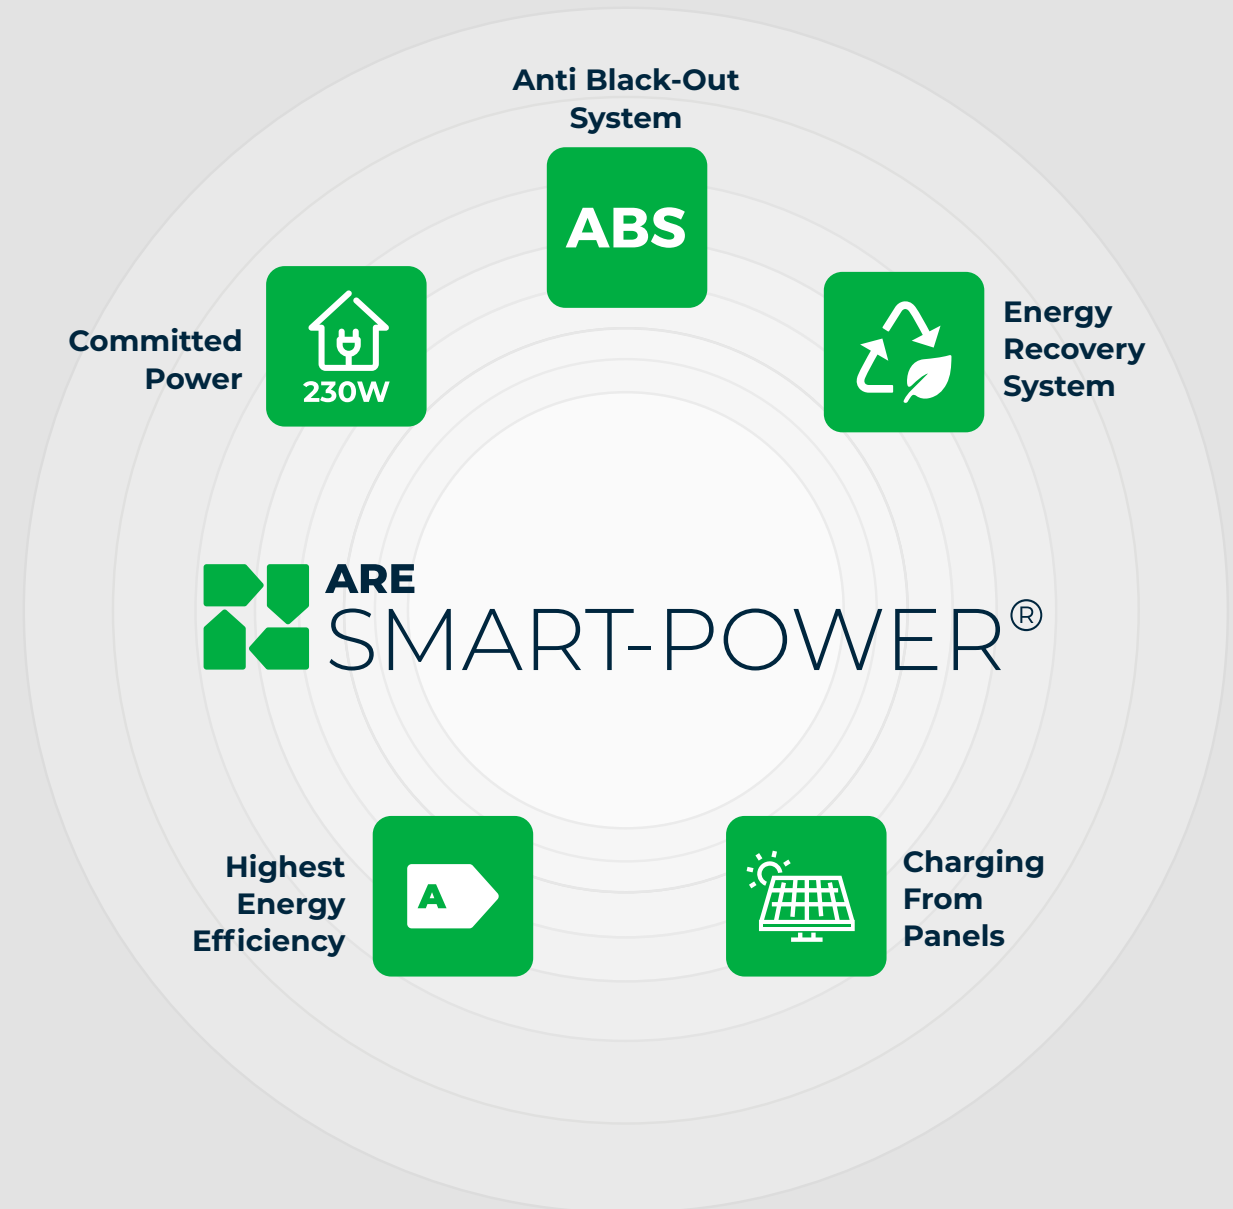 Anti Black-Out
System
ABS
Committed
Power
230W
Energy
Recovery
System
ARE
SMART-POWER®
Highest
Energy
Efficiency
A
Charging
From
Panels